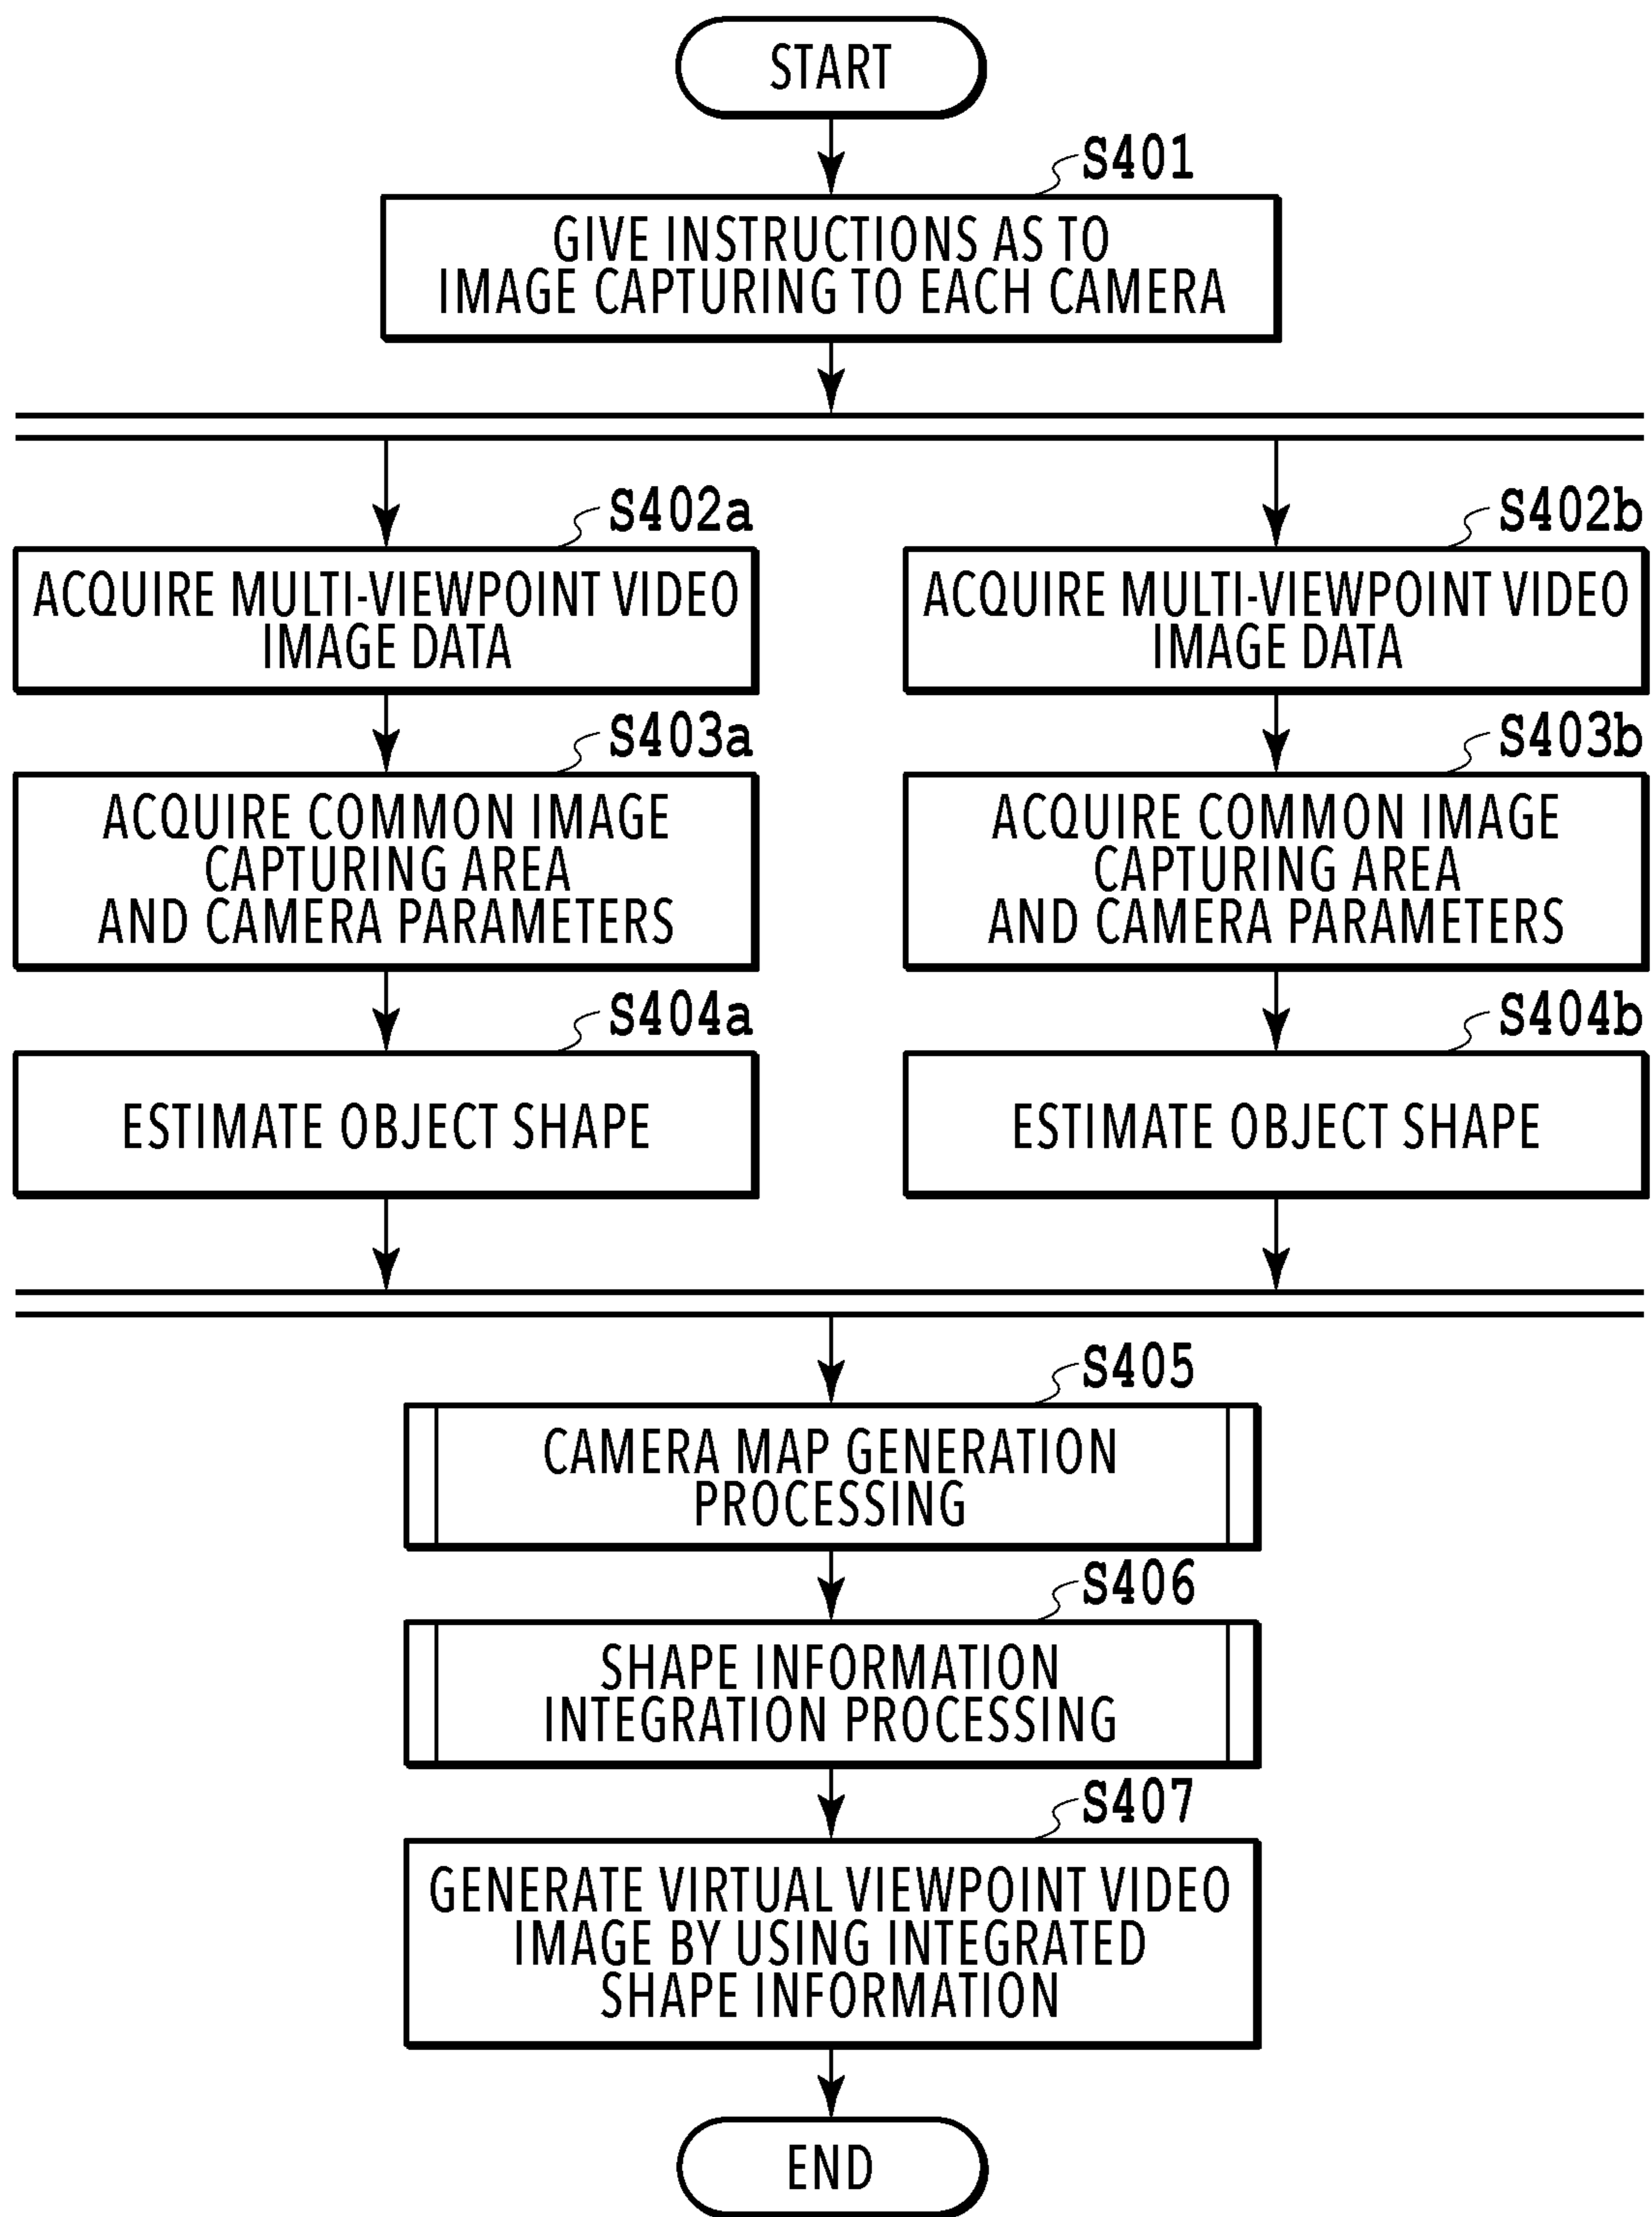 START
S401
GIVE INSTRUCTIONS AS TO
IMAGE CAPTURING TO EACH CAMERA
S402a
ACQUIRE MULTI-VIEWPOINT VIDEO
IMAGE DATA
S403a
ACQUIRE COMMON IMAGE
CAPTURING AREA
AND CAMERA PARAMETERS
S404a
ESTIMATE OBJECT SHAPE
S402b
ACQUIRE MULTI-VIEWPOINT VIDEO
IMAGE DATA
S403b
ACQUIRE COMMON IMAGE
CAPTURING AREA
AND CAMERA PARAMETERS
S404b
ESTIMATE OBJECT SHAPE
S405
CAMERA MAP GENERATION
PROCESSING
S406
SHAPE INFORMATION
INTEGRATION PROCESSING
S407
GENERATE VIRTUAL VIEWPOINT VIDEO
IMAGE BY USING INTEGRATED
SHAPE INFORMATION
END